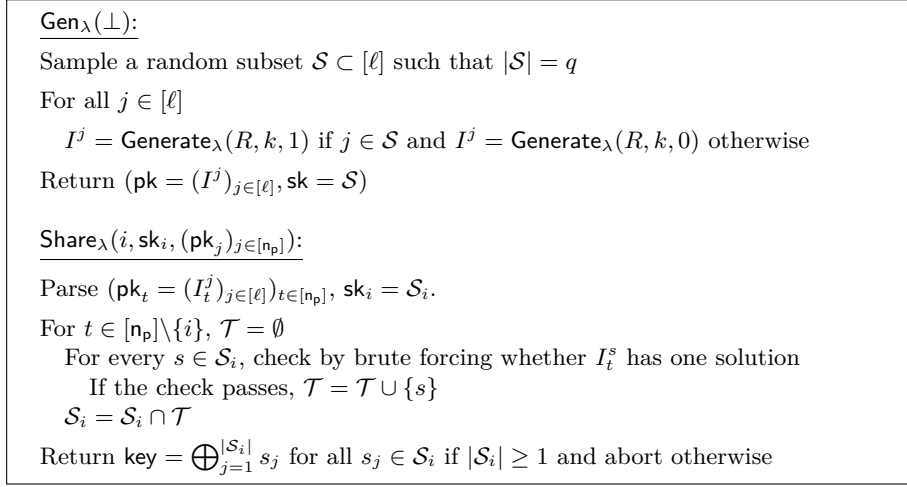 Gen_λ(⊥):
Sample a random subset 𝒮 ⊂ [ℓ] such that |𝒮| = q
For all j ∈ [ℓ]
I^j = Generate_λ(R, k, 1) if j ∈ 𝒮 and I^j = Generate_λ(R, k, 0) otherwise
Return (pk = (I^j)_{j∈[ℓ]}, sk = 𝒮)
Share_λ(i, sk_i, (pk_j)_{j∈[n_p]}):
Parse (pk_t = (I_t^j)_{j∈[ℓ]})_{t∈[n_p]}, sk_i = 𝒮_i.
For t ∈ [n_p]\{i}, 𝒯 = ∅
For every s ∈ 𝒮_i, check by brute forcing whether I_t^s has one solution
If the check passes, 𝒯 = 𝒯 ∪ {s}
𝒮_i = 𝒮_i ∩ 𝒯
Return key = ⨁_{j=1}^{|𝒮_i|} s_j for all s_j ∈ 𝒮_i if |𝒮_i| ≥ 1 and abort otherwise